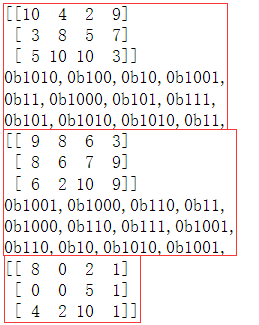 [[10  4  2  9]
 [ 3  8  5  7]
 [ 5 10 10  3]]
0b1010, 0b100, 0b10, 0b1001,
0b11, 0b1000, 0b101, 0b111,
0b101, 0b1010, 0b1010, 0b11,
[[ 9  8  6  3]
 [ 8  6  7  9]
 [ 6  2 10  9]]
0b1001, 0b1000, 0b110, 0b11,
0b1000, 0b110, 0b111, 0b1001,
0b110, 0b10, 0b1010, 0b1001,
[[ 8  0  2  1]
 [ 0  0  5  1]
 [ 4  2 10  1]]